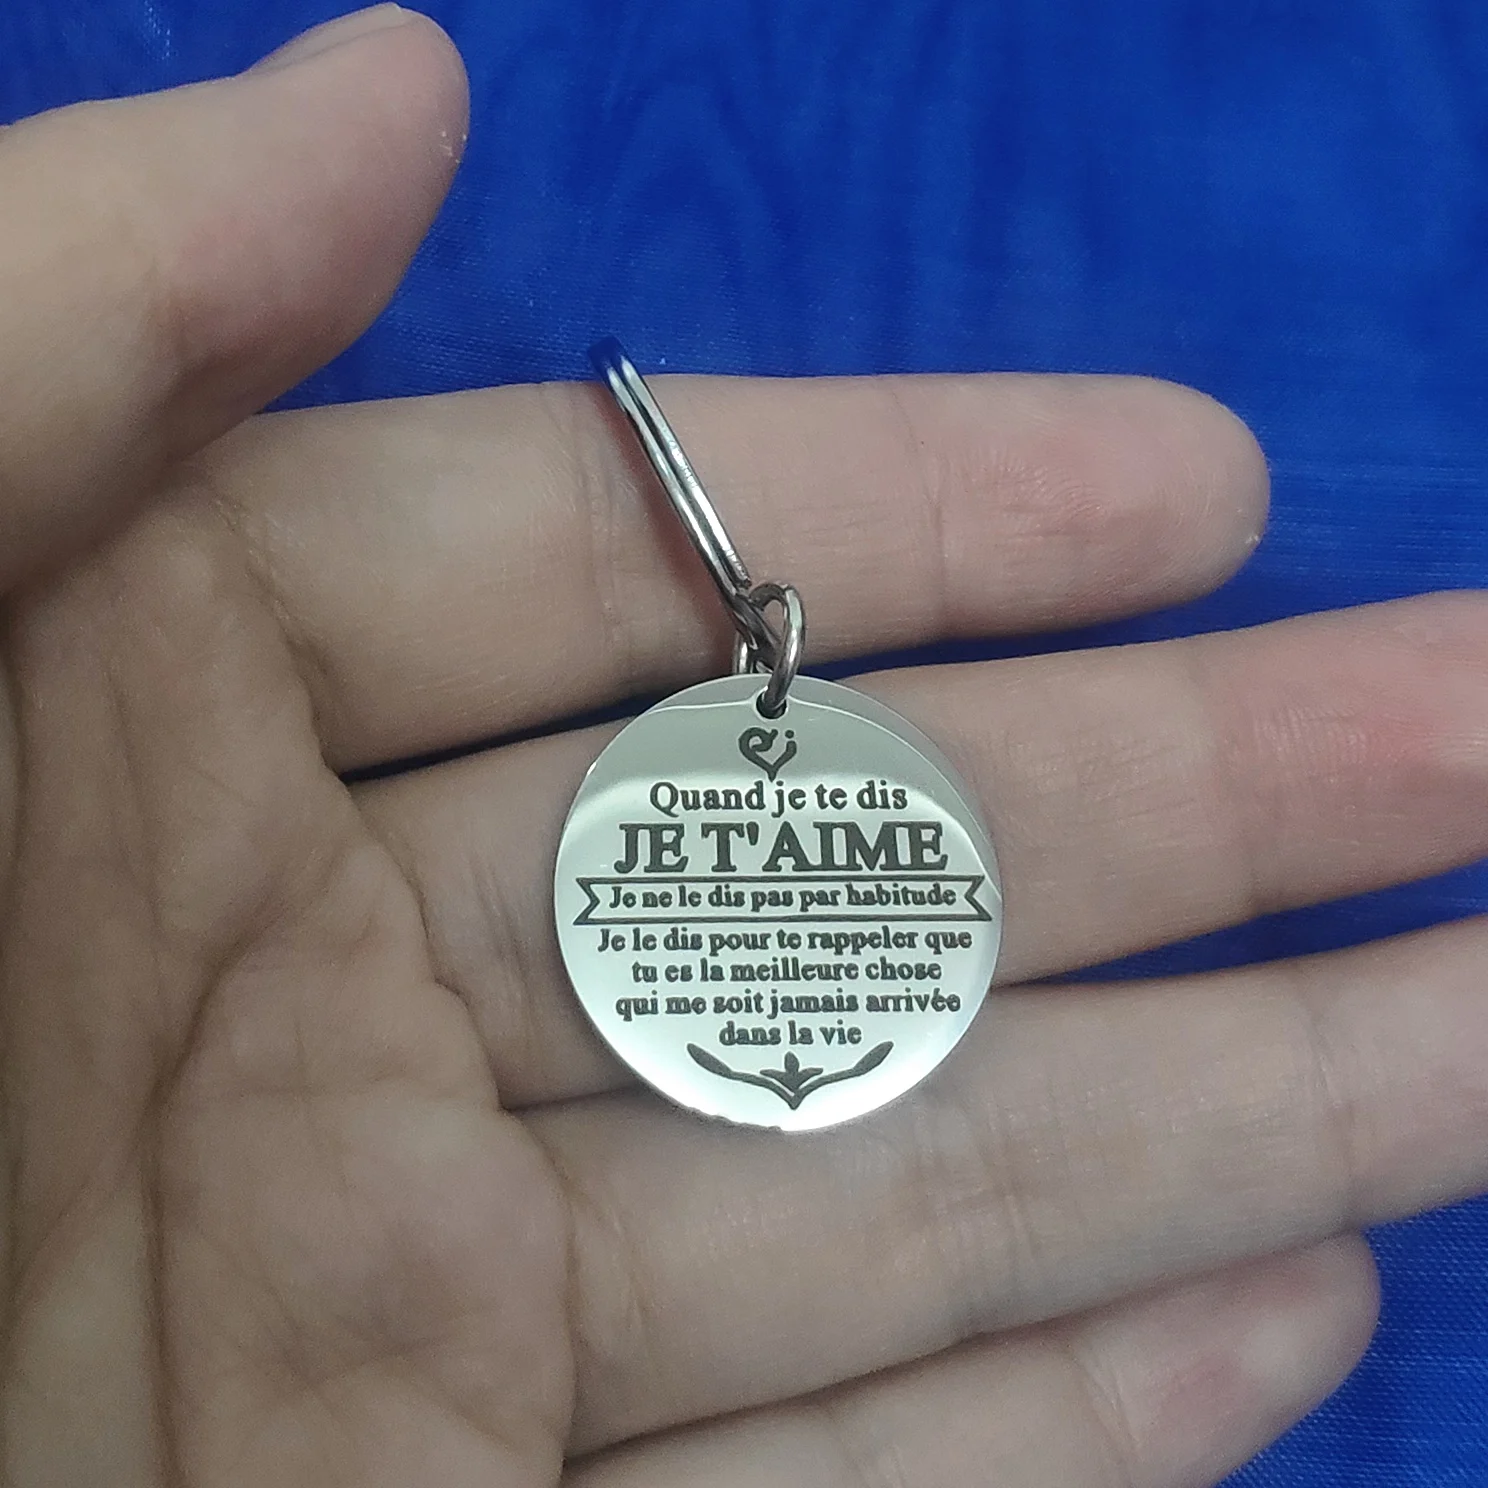 Quand je te dis
JE T'AIME
Je ne le dis pas par habitude
Je le dis pour te rappeler que
tu es la meilleure chose
qui me soit jamais arrivée
dans la vie